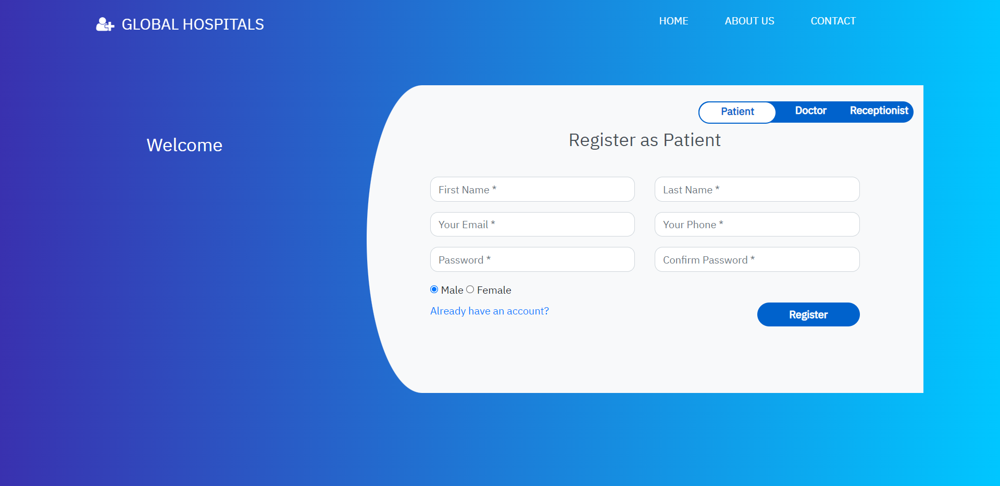 GLOBAL HOSPITALS
HOME ABOUT US CONTACT
Patient Doctor Receptionist
Welcome
Register as Patient
First Name * Last Name *
Your Email * Your Phone *
Password * Confirm Password *
Male Female
Already have an account?
Register